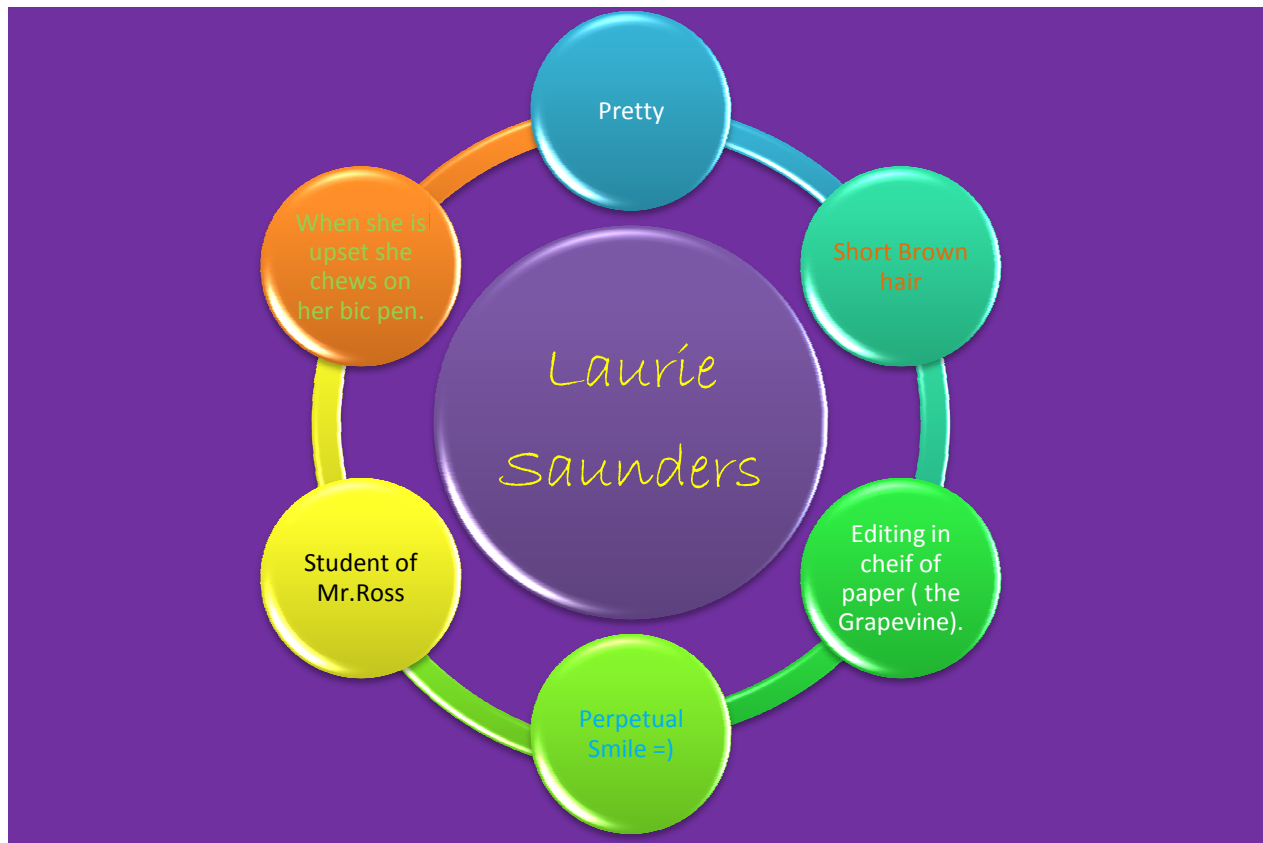 Pretty
Short Brown
hair
Editing in
cheif of
paper ( the
Grapevine).
Perpetual
Smile =)
Student of
Mr.Ross
When she is
upset she
chews on
her bic pen.
Laurie
Saunders